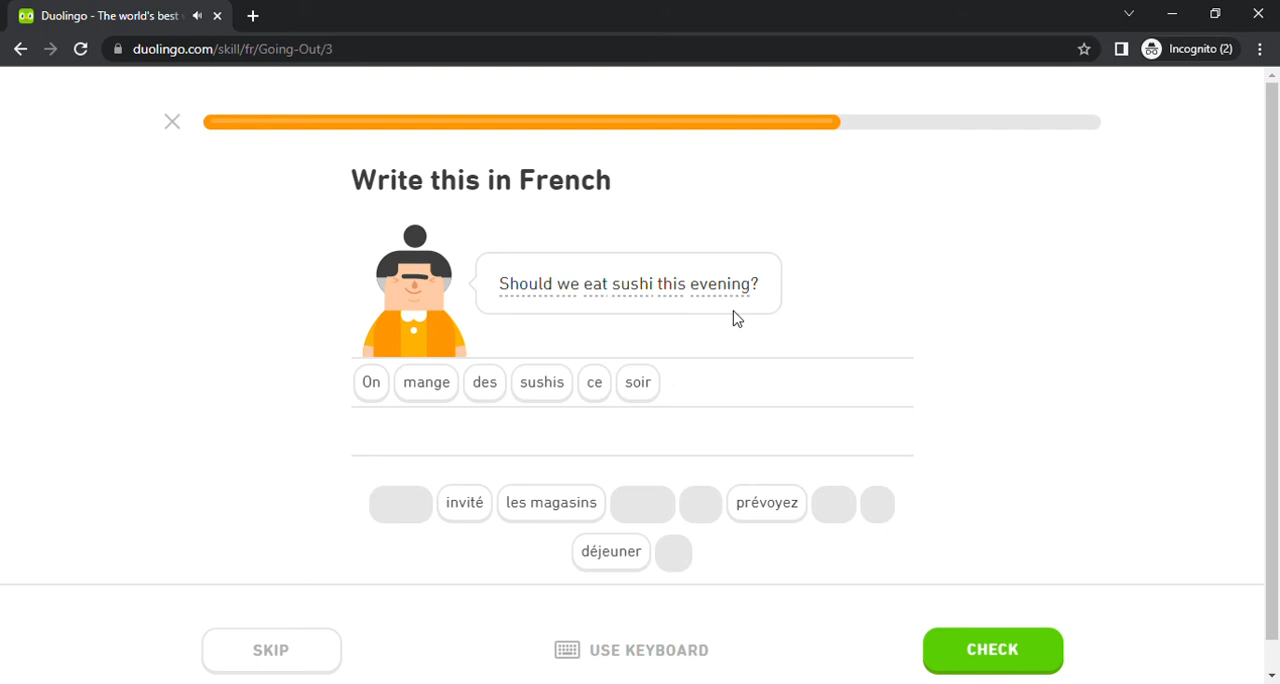 Duolingo - The world's best
duolingo.com/skill/fr/Going-Out/3
Incognito (2)
Write this in French
Should we eat sushi this evening?
On mange des sushis ce soir
invité les magasins prévoyez
déjeuner
SKIP USE KEYBOARD CHECK